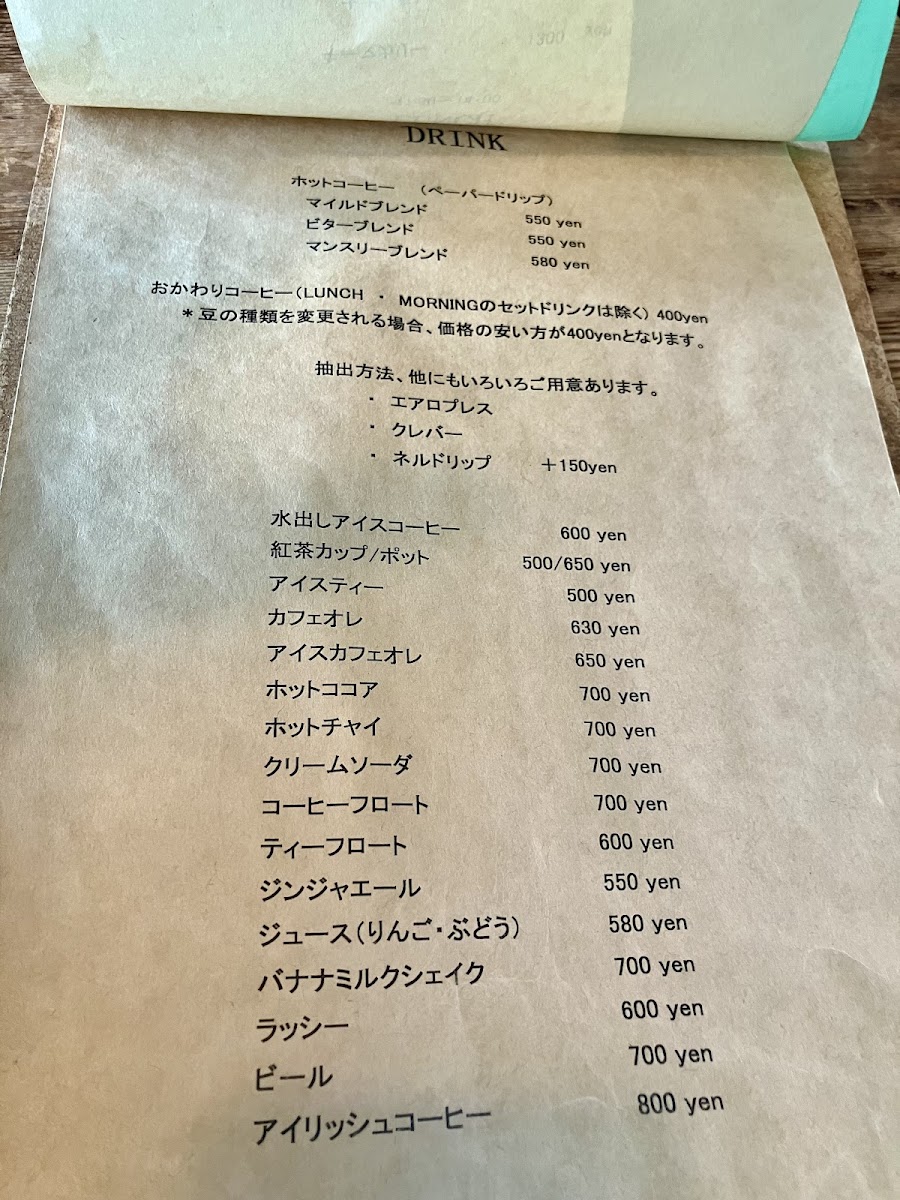 DRINK
ホットコーヒー　（ペーパードリップ）
マイルドブレンド　550 yen
ビターブレンド　550 yen
マンスリーブレンド　580 yen
おかわりコーヒー（LUNCH ・ MORNINGのセットドリンクは除く） 400yen
＊豆の種類を変更される場合、価格の安い方が400yenとなります。
抽出方法、他にもいろいろご用意あります。
・ エアロプレス
・ クレバー
・ ネルドリップ　＋150yen
水出しアイスコーヒー　600 yen
紅茶カップ/ポット　500/650 yen
アイスティー　500 yen
カフェオレ　630 yen
アイスカフェオレ　650 yen
ホットココア　700 yen
ホットチャイ　700 yen
クリームソーダ　700 yen
コーヒーフロート　700 yen
ティーフロート　600 yen
ジンジャエール　550 yen
ジュース（りんご・ぶどう）　580 yen
バナナミルクシェイク　700 yen
ラッシー　600 yen
ビール　700 yen
アイリッシュコーヒー　800 yen